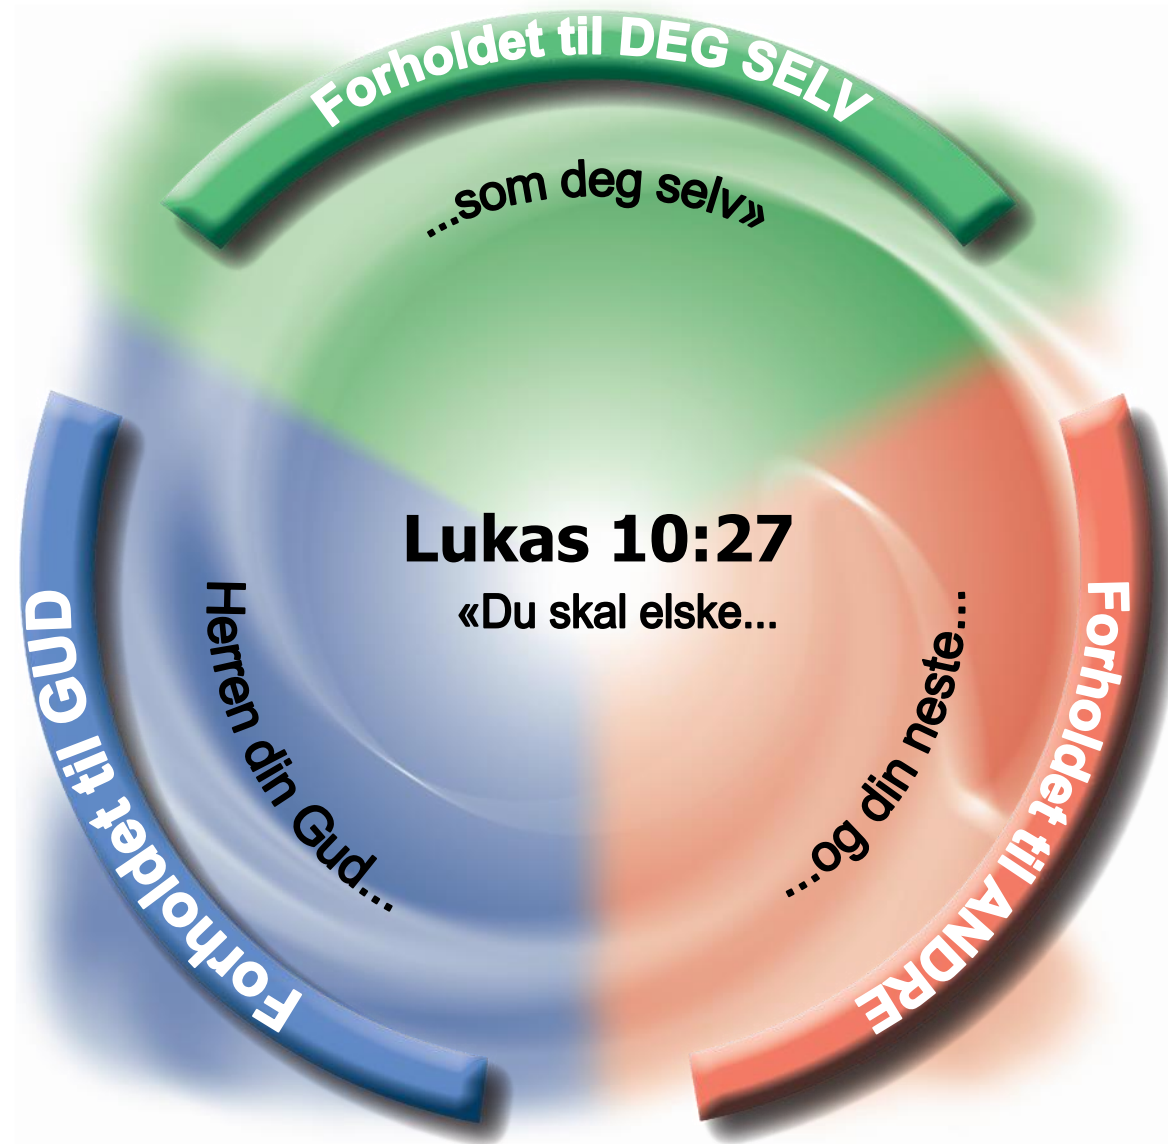 Forholdet til DEG SELV
...som deg selv»
Lukas 10:27
«Du skal elske...
Herren din Gud...
...og din neste...
Forholdet til GUD
Forholdet til ANDRE